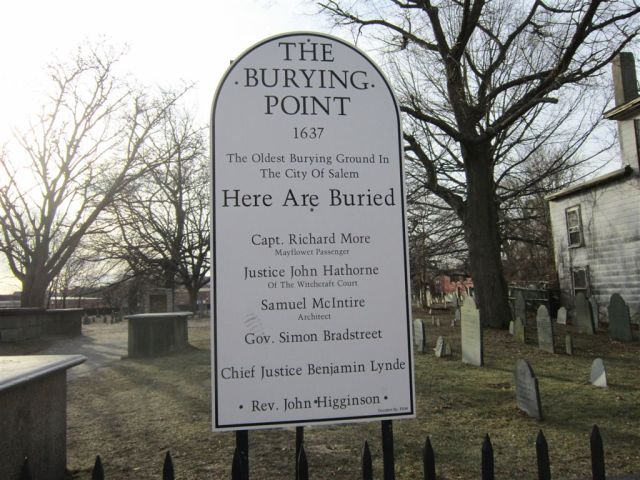 THE
·BURYING·
POINT
1637
The Oldest Burying Ground In
The City Of Salem
Here Are Buried
Capt. Richard More
Mayflower Passenger
Justice John Hathorne
Of The Witchcraft Court
Samuel McIntire
Architect
Gov. Simon Bradstreet
Chief Justice Benjamin Lynde
• Rev. John Higginson •